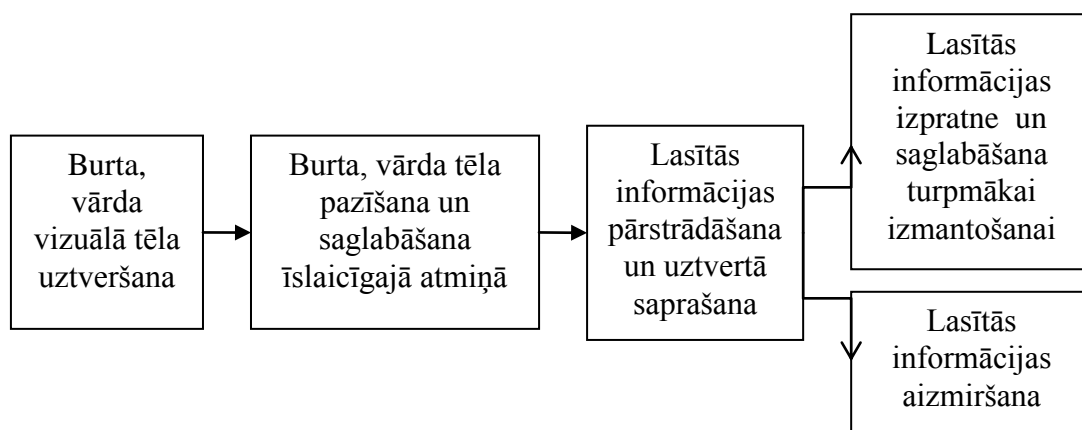 Burta,
vārda
vizuālā tēla
uztveršana
Burta, vārda tēla
pazīšana un
saglabāšana
īslaicīgajā atmiņā
Lasītās
informācijas
pārstrādāšana
un uztvertā
saprašana
Lasītās
informācijas
izpratne un
saglabāšana
turpmākai
izmantošanai
Lasītās
informācijas
aizmiršana